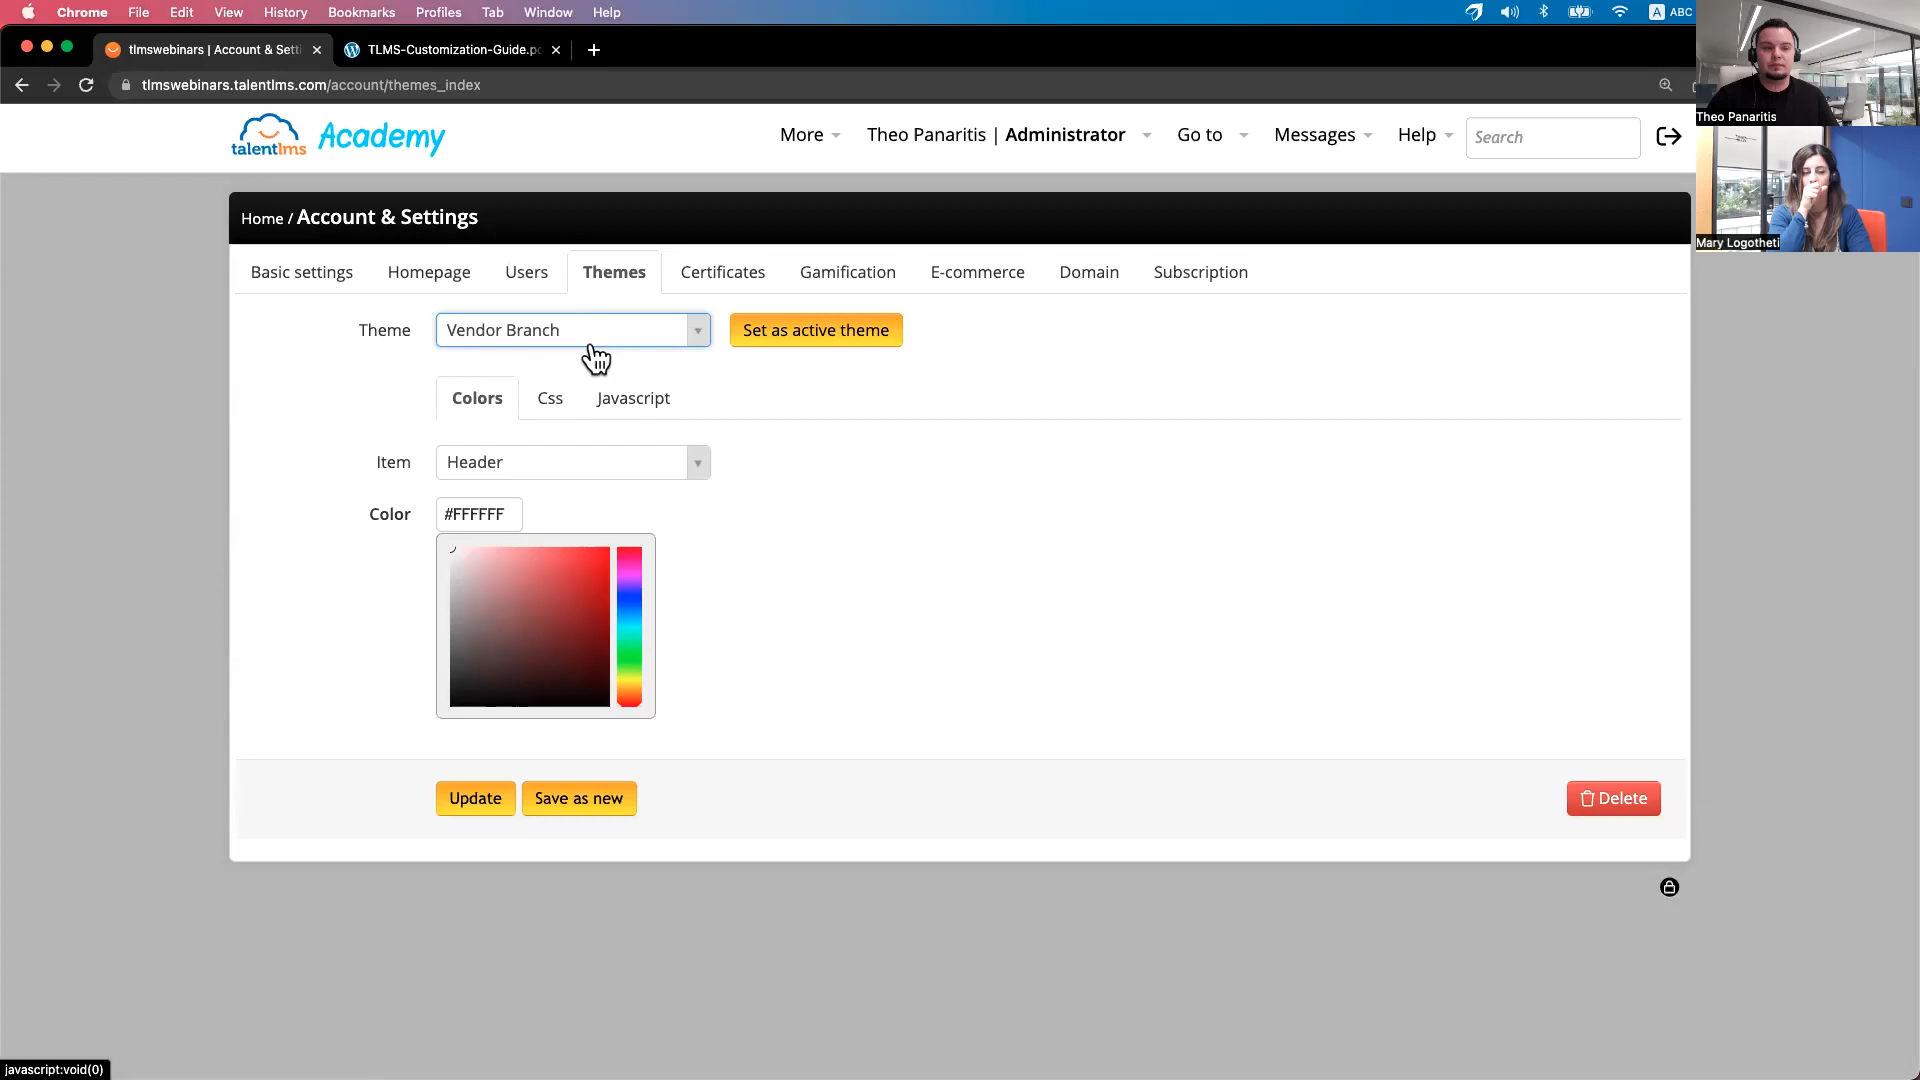 Chrome File Edit View History Bookmarks Profiles Tab Window Help A ABC
tlmswebinars | Account & Setti TLMS-Customization-Guide.pd
tlmswebinars.talentlms.com/account/themes_index
Theo Panaritis
talentlms Academy More Theo Panaritis | Administrator Go to Messages Help Search
Home / Account & Settings
Mary Logotheti
Basic settings Homepage Users Themes Certificates Gamification E-commerce Domain Subscription
Theme Vendor Branch Set as active theme
Colors Css Javascript
Item Header
Color #FFFFFF
Update Save as new Delete
javascript:void(0)